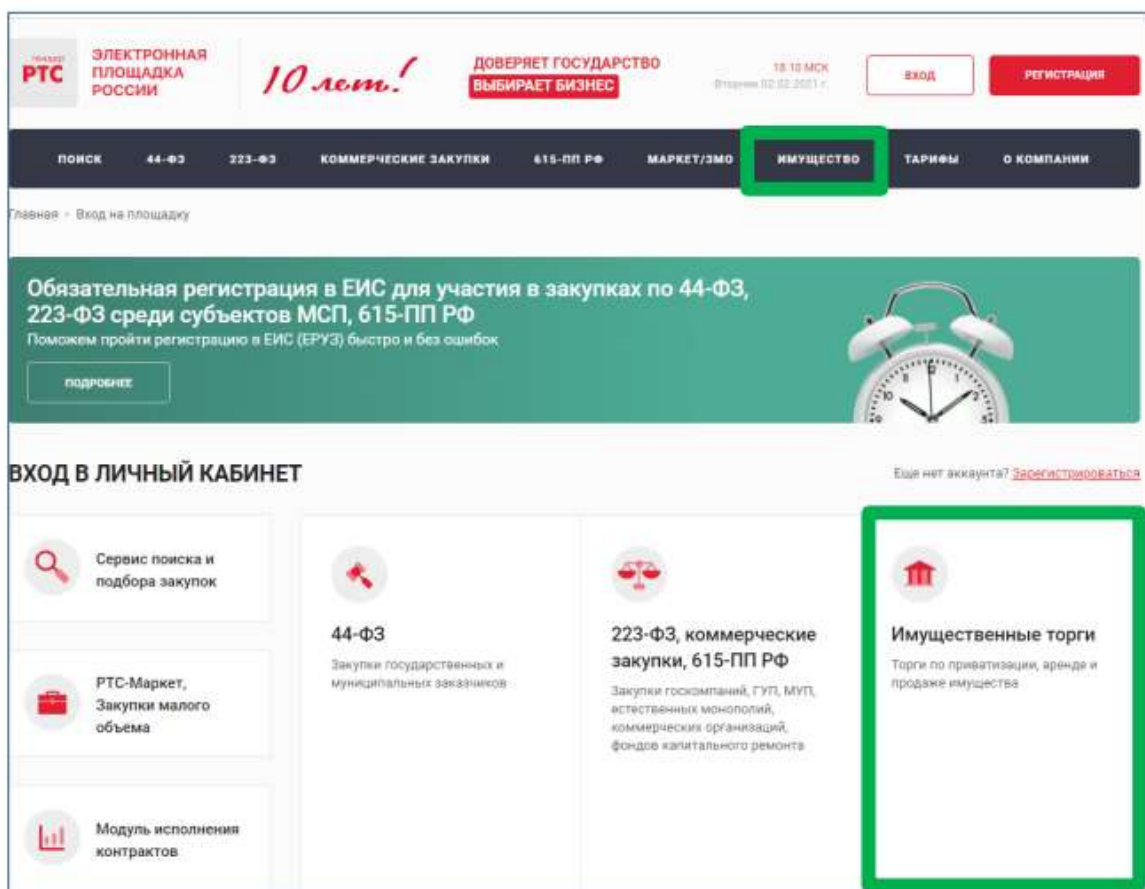 тендер
РТС
ЭЛЕКТРОННАЯ
ПЛОЩАДКА
РОССИИ
10 лет!
ДОВЕРЯЕТ ГОСУДАРСТВО
ВЫБИРАЕТ БИЗНЕС
18:10 МСК
Вторник 02.02.2021 г.
ВХОД
РЕГИСТРАЦИЯ
ПОИСК 44-ФЗ 223-ФЗ КОММЕРЧЕСКИЕ ЗАКУПКИ 615-ПП РФ МАРКЕТ/ЗМО ИМУЩЕСТВО ТАРИФЫ О КОМПАНИИ
Главная - Вход на площадку
Обязательная регистрация в ЕИС для участия в закупках по 44-ФЗ,
223-ФЗ среди субъектов МСП, 615-ПП РФ
Поможем пройти регистрацию в ЕИС (ЕРУЗ) быстро и без ошибок
ПОДРОБНЕЕ
ВХОД В ЛИЧНЫЙ КАБИНЕТ
Еще нет аккаунта? Зарегистрироваться
Сервис поиска и
подбора закупок
РТС-Маркет,
Закупки малого
объема
Модуль исполнения
контрактов
44-ФЗ
Закупки государственных и
муниципальных заказчиков
223-ФЗ, коммерческие
закупки, 615-ПП РФ
Закупки госкомпаний, ГУП, МУП,
естественных монополий,
коммерческих организаций,
фондов капитального ремонта
Имущественные торги
Торги по приватизации, аренде и
продаже имущества